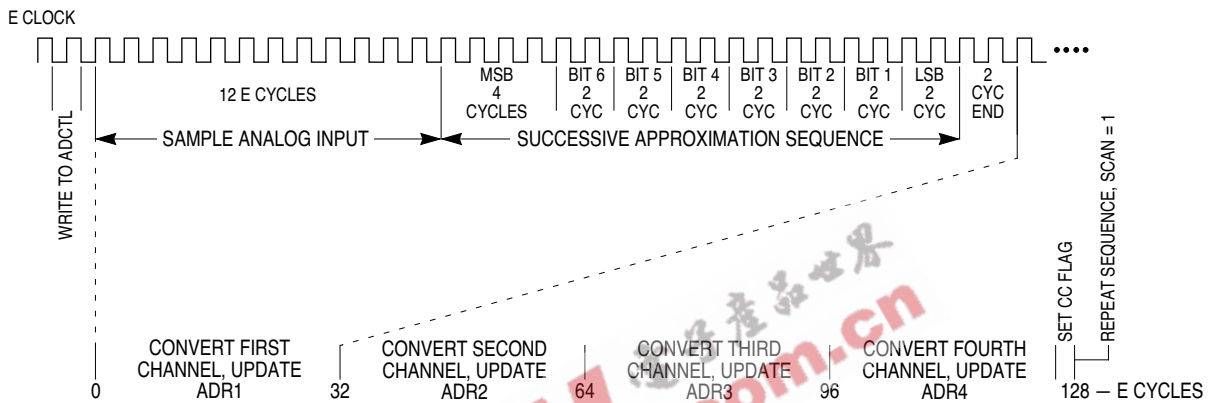 E CLOCK
12 E CYCLES
MSB
4
CYCLES
BIT 6
2
CYC
BIT 5
2
CYC
BIT 4
2
CYC
BIT 3
2
CYC
BIT 2
2
CYC
BIT 1
2
CYC
LSB
2
CYC
2
CYC
END
WRITE TO ADCTL
SAMPLE ANALOG INPUT
SUCCESSIVE APPROXIMATION SEQUENCE
CONVERT FIRST
CHANNEL, UPDATE
ADR1
CONVERT SECOND
CHANNEL, UPDATE
ADR2
CONVERT THIRD
CHANNEL, UPDATE
ADR3
CONVERT FOURTH
CHANNEL, UPDATE
ADR4
SET CC FLAG
REPEAT SEQUENCE, SCAN = 1
0
32
64
96
128 — E CYCLES
com.cn